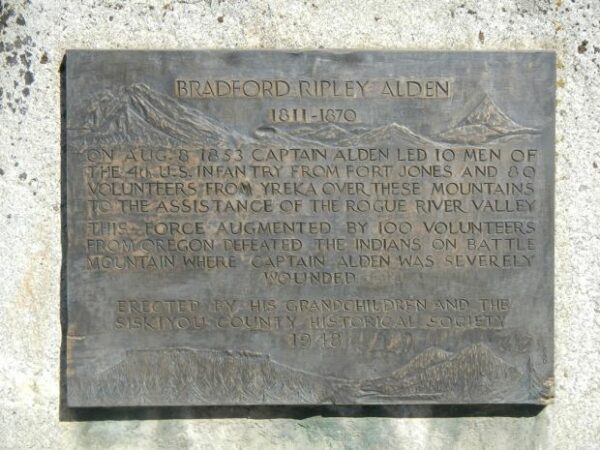 BRADFORD RIPLEY ALDEN
1811-1870
ON AUG. 8 1853 CAPTAIN ALDEN LED 10 MEN OF
THE 4th U.S. INFANTRY FROM FORT JONES AND 80
VOLUNTEERS FROM YREKA OVER THESE MOUNTAINS
TO THE ASSISTANCE OF THE ROGUE RIVER VALLEY
THIS FORCE AUGMENTED BY 100 VOLUNTEERS
FROM OREGON DEFEATED THE INDIANS ON BATTLE
MOUNTAIN WHERE CAPTAIN ALDEN WAS SEVERELY
WOUNDED
ERECTED BY HIS GRANDCHILDREN AND THE
SISKIYOU COUNTY HISTORICAL SOCIETY
1948